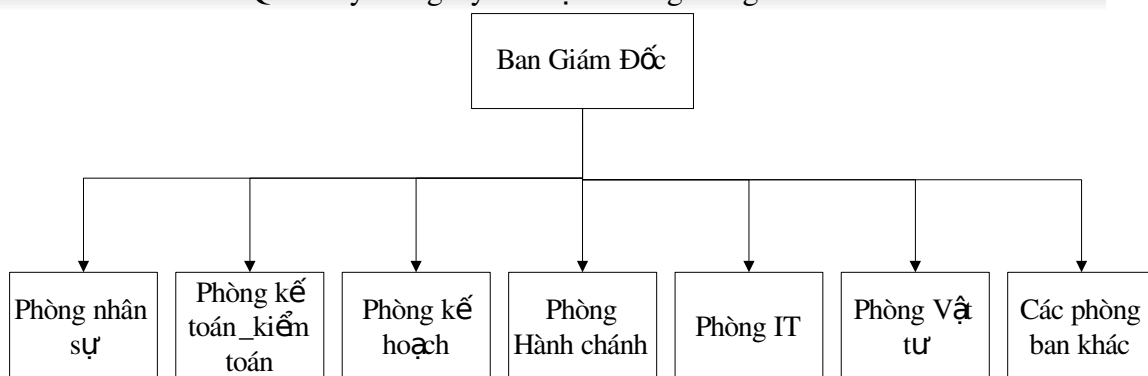 Ban Giám Đốc
Phòng nhân
sự
Phòng kế
toán_kiểm
toán
Phòng kế
hoạch
Phòng
Hành chánh
Phòng IT
Phòng Vật
tư
Các phòng
ban khác